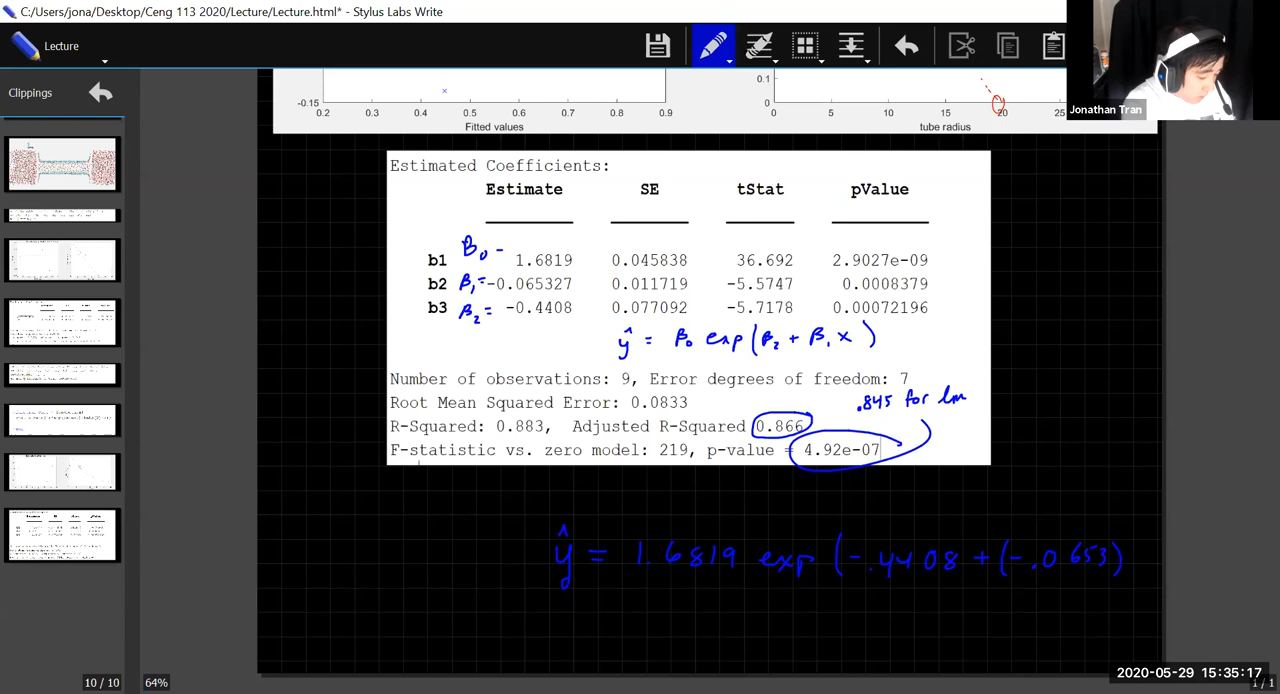 C:/Users/jona/Desktop/Ceng 113 2020/Lecture/Lecture.html* - Stylus Labs Write
Lecture
Clippings
Jonathan Tran
-0.15
0.2 0.3 0.4 0.5 0.6 0.7 0.8 0.9
Fitted values
0.1
0
0 5 10 15 20 25
tube radius
Estimated Coefficients:
Estimate SE tStat pValue
b1 β₀ - 1.6819 0.045838 36.692 2.9027e-09
b2 β₁ = -0.065327 0.011719 -5.5747 0.0008379
b3 β₂ = -0.4408 0.077092 -5.7178 0.00072196
ŷ = β₀ exp(β₂ + β₁ x)
Number of observations: 9, Error degrees of freedom: 7
.845 for lm
Root Mean Squared Error: 0.0833
R-Squared: 0.883, Adjusted R-Squared 0.866
F-statistic vs. zero model: 219, p-value = 4.92e-07
ŷ = 1.6819 exp(-.4408 + (-.0653)
2020-05-29 15:35:17
10 / 10 64% 1 / 1